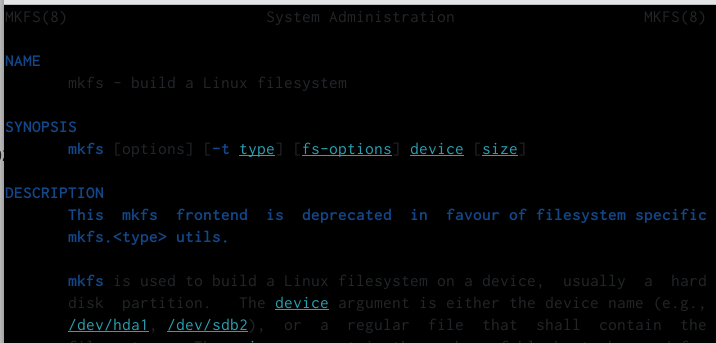 MKFS(8) System Administration MKFS(8)
NAME
mkfs - build a Linux filesystem
SYNOPSIS
mkfs [options] [-t type] [fs-options] device [size]
DESCRIPTION
This mkfs frontend is deprecated in favour of filesystem specific
mkfs.<type> utils.
mkfs is used to build a Linux filesystem on a device, usually a hard
disk partition. The device argument is either the device name (e.g.,
/dev/hda1, /dev/sdb2), or a regular file that shall contain the